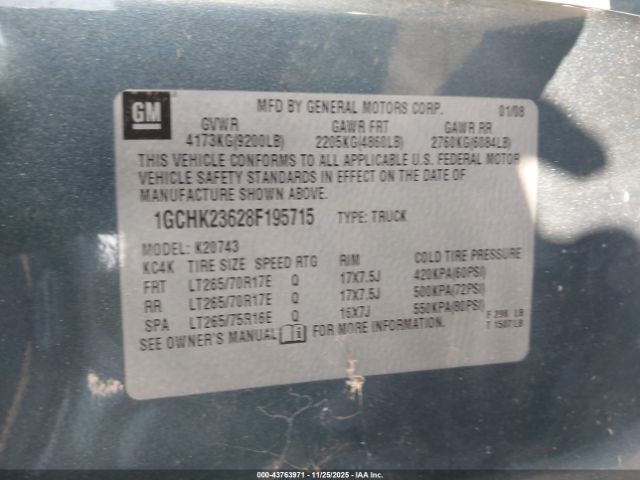 GM
MFD BY GENERAL MOTORS CORP. 01/08
GVWR GAWR FRT GAWR RR
4173KG(9200LB) 2205KG(4860LB) 2760KG(6084LB)
THIS VEHICLE CONFORMS TO ALL APPLICABLE U.S. FEDERAL MOTOR
VEHICLE SAFETY STANDARDS IN EFFECT ON THE DATE OF
MANUFACTURE SHOWN ABOVE.
1GCHK23628F195715 TYPE: TRUCK
MODEL: K20743
KC4K TIRE SIZE SPEED RTG RIM COLD TIRE PRESSURE
FRT LT265/70R17E Q 17X7.5J 420KPA(60PSI)
RR LT265/70R17E Q 17X7.5J 500KPA(72PSI)
SPA LT265/75R16E Q 16X7J 550KPA(80PSI)
SEE OWNER'S MANUAL i FOR MORE INFORMATION. F 298 LB
T 1507 LB
000-43763971 - 11/25/2025 - IAA Inc.